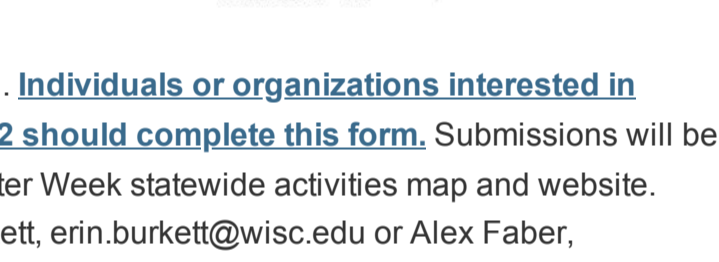 . Individuals or organizations interested in
2 should complete this form. Submissions will be
ter Week statewide activities map and website.
ett, erin.burkett@wisc.edu or Alex Faber,